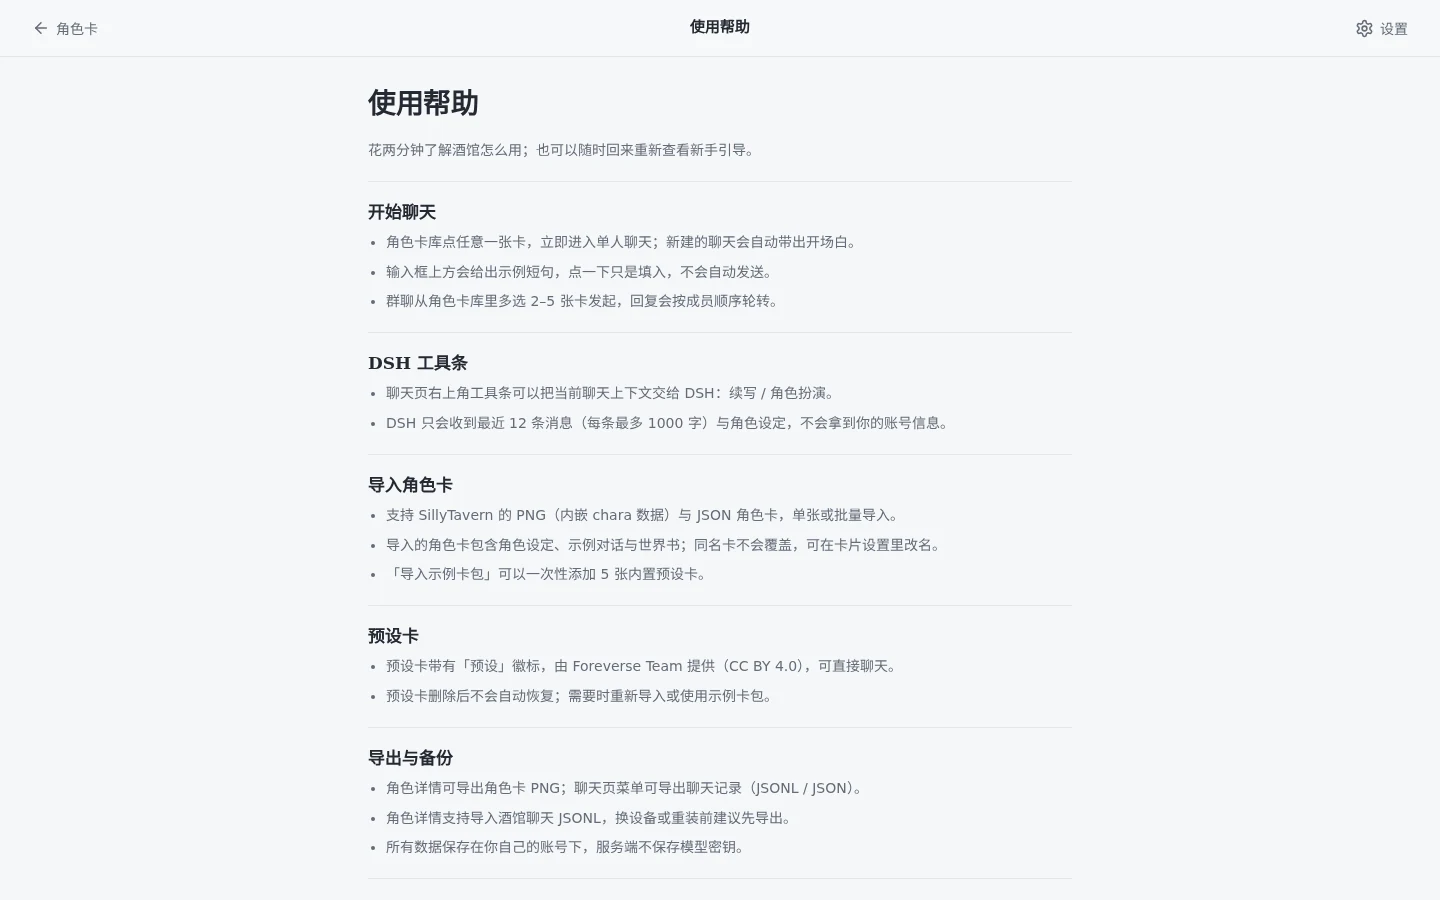 角色卡
使用帮助
设置
使用帮助
花两分钟了解酒馆怎么用；也可以随时回来重新查看新手引导。
开始聊天
• 角色卡库点任意一张卡，立即进入单人聊天；新建的聊天会自动带出开场白。
• 输入框上方会给出示例短句，点一下只是填入，不会自动发送。
• 群聊从角色卡库里多选 2–5 张卡发起，回复会按成员顺序轮转。
DSH 工具条
• 聊天页右上角工具条可以把当前聊天上下文交给 DSH：续写 / 角色扮演。
• DSH 只会收到最近 12 条消息（每条最多 1000 字）与角色设定，不会拿到你的账号信息。
导入角色卡
• 支持 SillyTavern 的 PNG（内嵌 chara 数据）与 JSON 角色卡，单张或批量导入。
• 导入的角色卡包含角色设定、示例对话与世界书；同名卡不会覆盖，可在卡片设置里改名。
• 「导入示例卡包」可以一次性添加 5 张内置预设卡。
预设卡
• 预设卡带有「预设」徽标，由 Foreverse Team 提供（CC BY 4.0），可直接聊天。
• 预设卡删除后不会自动恢复；需要时重新导入或使用示例卡包。
导出与备份
• 角色详情可导出角色卡 PNG；聊天页菜单可导出聊天记录（JSONL / JSON）。
• 角色详情支持导入酒馆聊天 JSONL，换设备或重装前建议先导出。
• 所有数据保存在你自己的账号下，服务端不保存模型密钥。